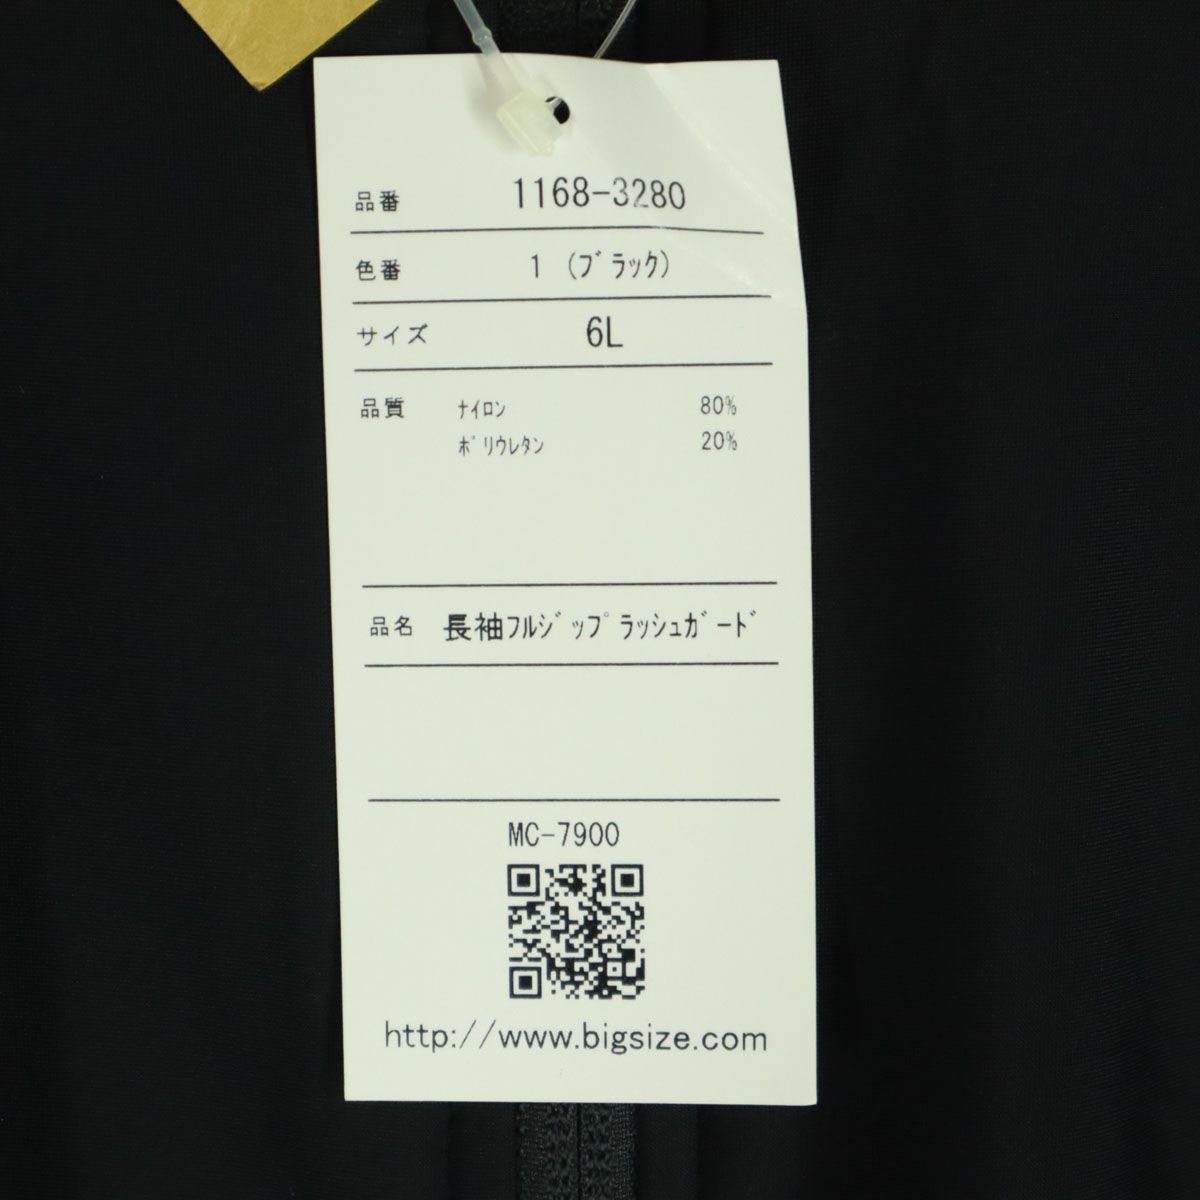 品番 1168-3280
色番 1 (ﾌﾞﾗｯｸ)
サイズ 6L
品質 ﾅｲﾛﾝ 80%
ﾎﾟﾘｳﾚﾀﾝ 20%
品名 長袖ﾌﾙｼﾞｯﾌﾟﾗｯｼｭｶﾞｰﾄﾞ
MC-7900
http://www.bigsize.com